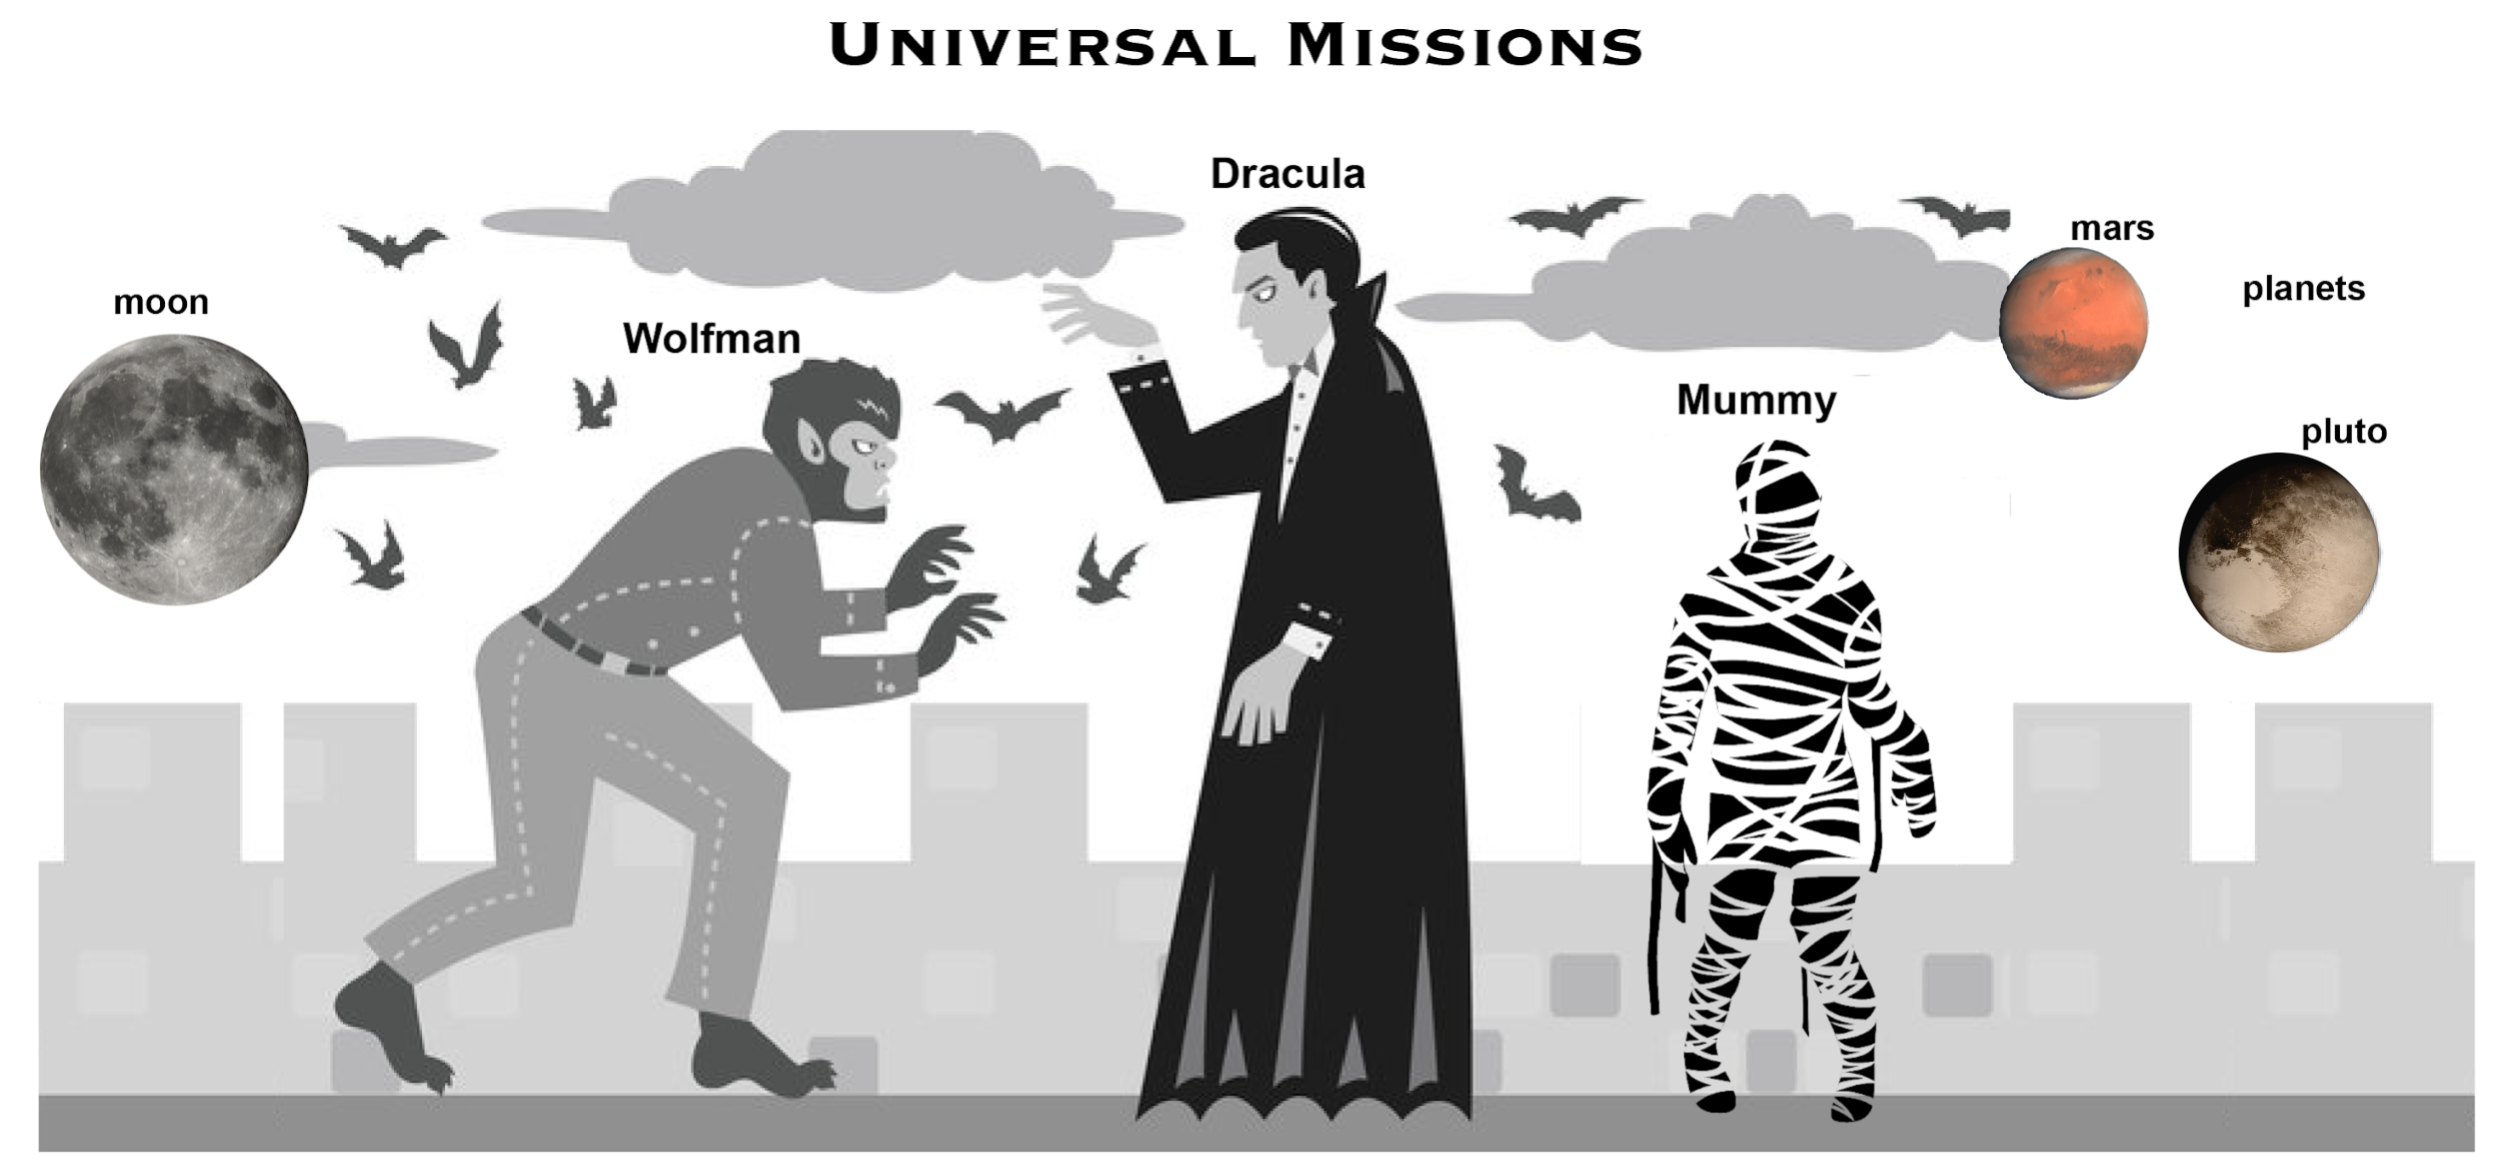 UNIVERSAL MISSIONS
Dracula
mars
planets
moon
Wolfman
Mummy
pluto